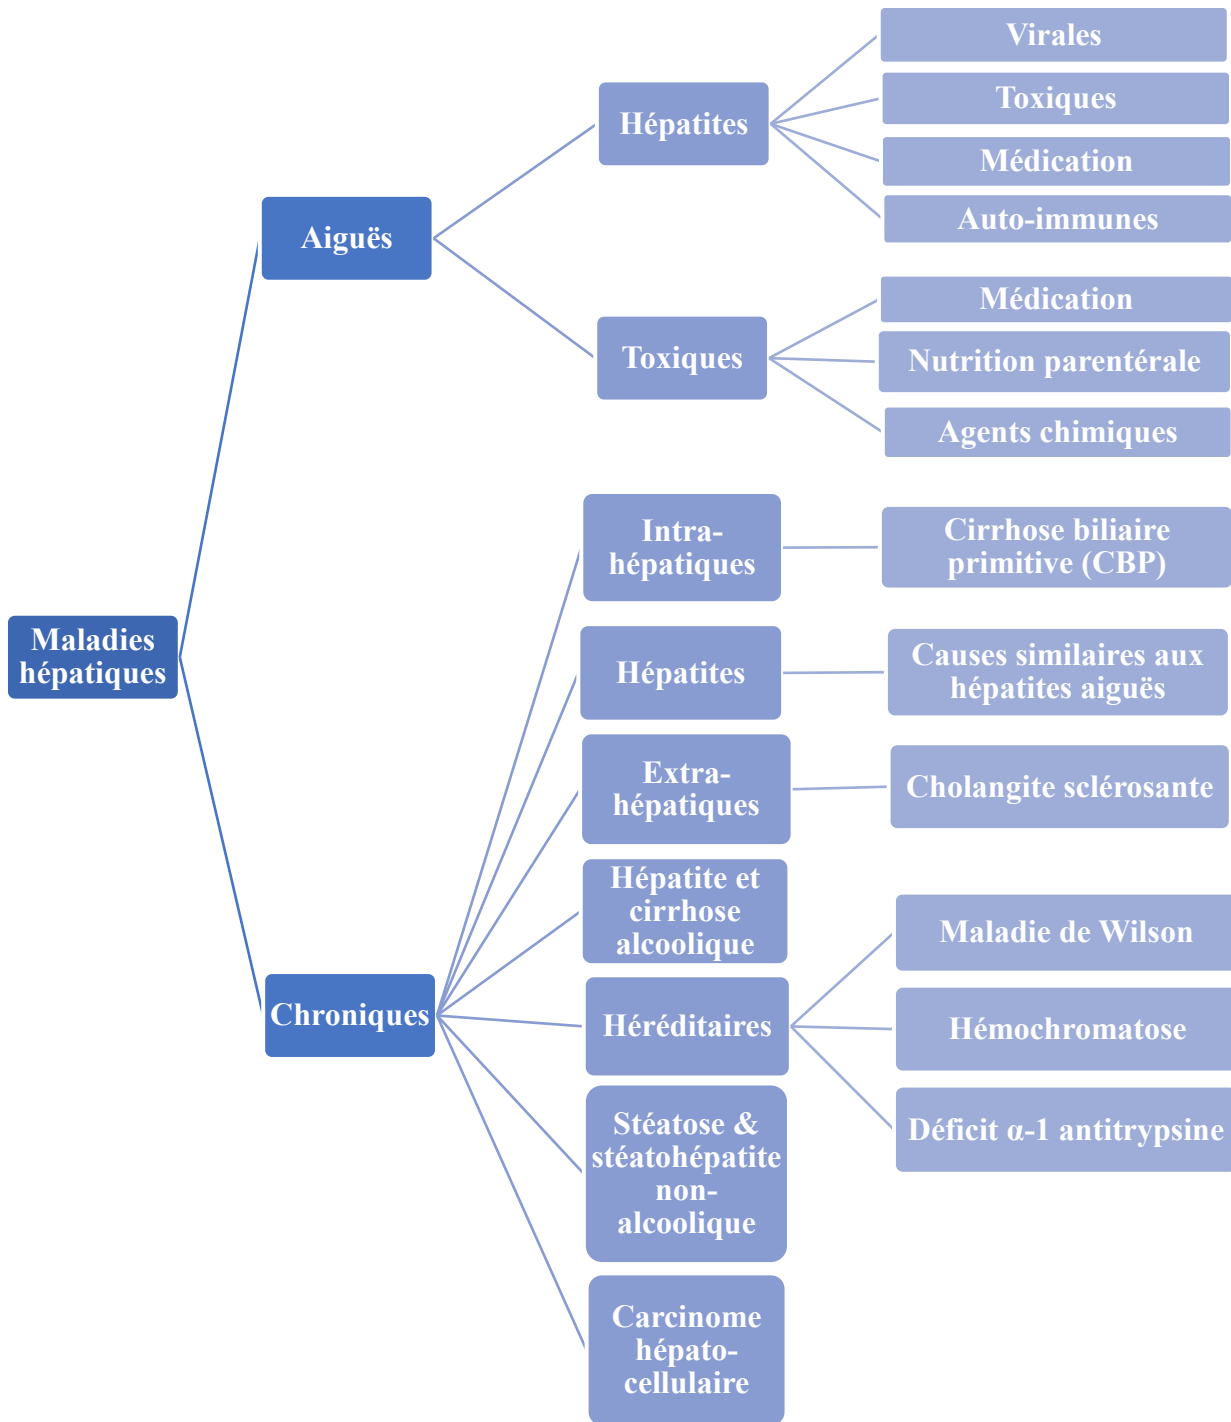 Maladies
hépatiques
Aiguës
Hépatites
Virales
Toxiques
Médication
Auto-immunes
Toxiques
Médication
Nutrition parentérale
Agents chimiques
Chroniques
Intra-
hépatiques
Cirrhose biliaire
primitive (CBP)
Hépatites
Causes similaires aux
hépatites aiguës
Extra-
hépatiques
Cholangite sclérosante
Hépatite et
cirrhose
alcoolique
Héréditaires
Maladie de Wilson
Hémochromatose
Déficit α-1 antitrypsine
Stéatose &
stéatohépatite
non-
alcoolique
Carcinome
hépato-
cellulaire